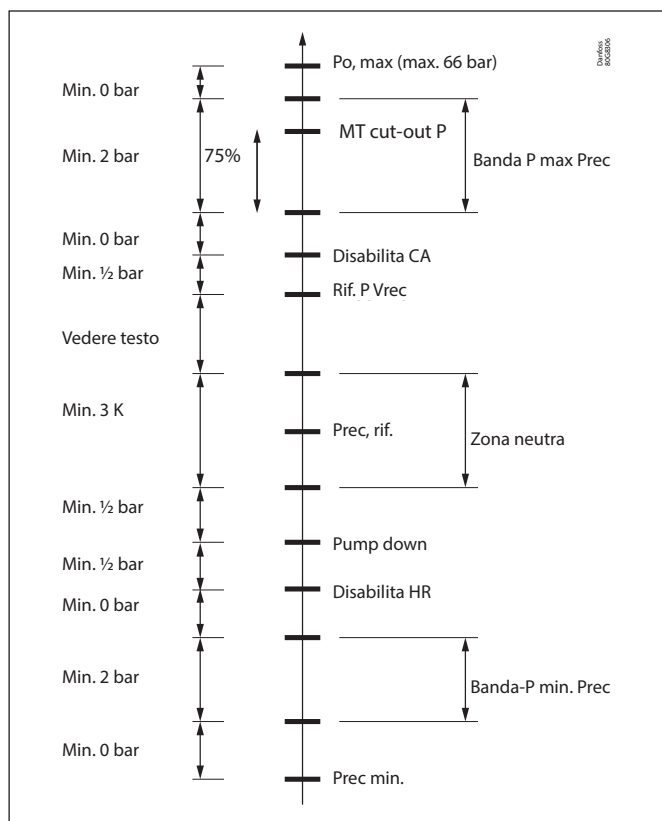 Po, max (max. 66 bar)
Danfoss
80G8306
Min. 0 bar
MT cut-out P
Min. 2 bar
75%
Banda P max Prec
Min. 0 bar
Disabilita CA
Min. ½ bar
Rif. P Vrec
Vedere testo
Min. 3 K
Prec, rif.
Zona neutra
Min. ½ bar
Pump down
Min. ½ bar
Disabilita HR
Min. 0 bar
Min. 2 bar
Banda-P min. Prec
Min. 0 bar
Prec min.